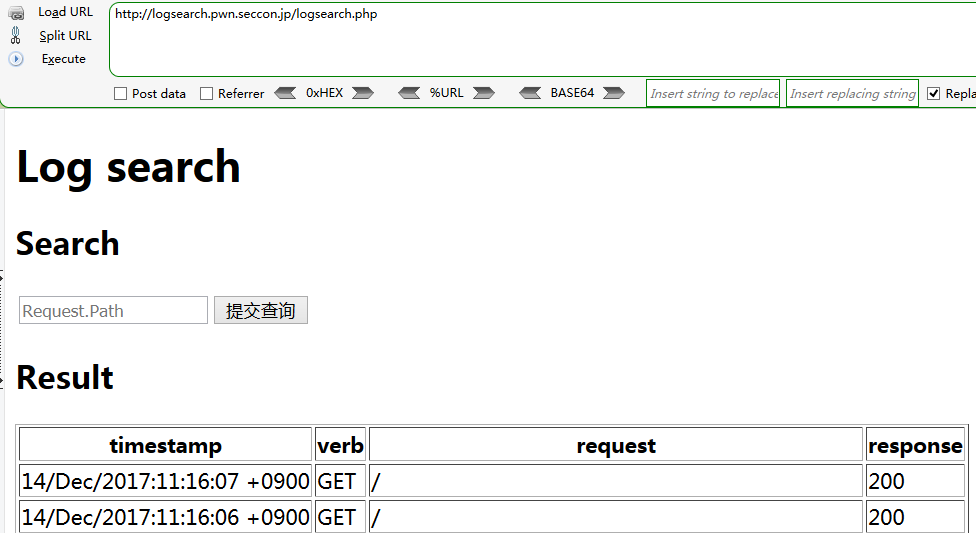 Load URL
http://logsearch.pwn.seccon.jp/logsearch.php
Split URL
Execute
Post data Referrer 0xHEX %URL BASE64 Insert string to replace Insert replacing string Repla
Log search
Search
Request.Path 提交查询
Result
timestamp verb request response
14/Dec/2017:11:16:07 +0900 GET / 200
14/Dec/2017:11:16:06 +0900 GET / 200